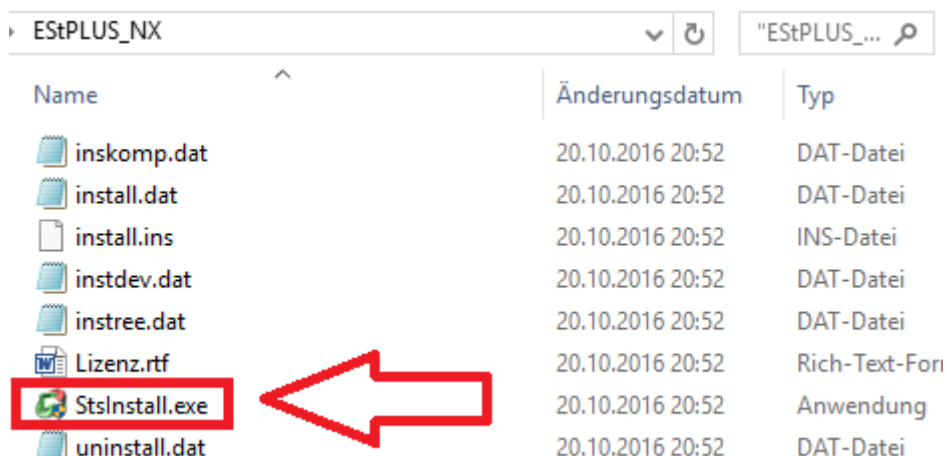 EStPLUS_NX "EStPLUS_...
Name Änderungsdatum Typ
inskomp.dat 20.10.2016 20:52 DAT-Datei
install.dat 20.10.2016 20:52 DAT-Datei
install.ins 20.10.2016 20:52 INS-Datei
instdev.dat 20.10.2016 20:52 DAT-Datei
instree.dat 20.10.2016 20:52 DAT-Datei
Lizenz.rtf 20.10.2016 20:52 Rich-Text-For
StsInstall.exe 20.10.2016 20:52 Anwendung
uninstall.dat 20.10.2016 20:52 DAT-Datei